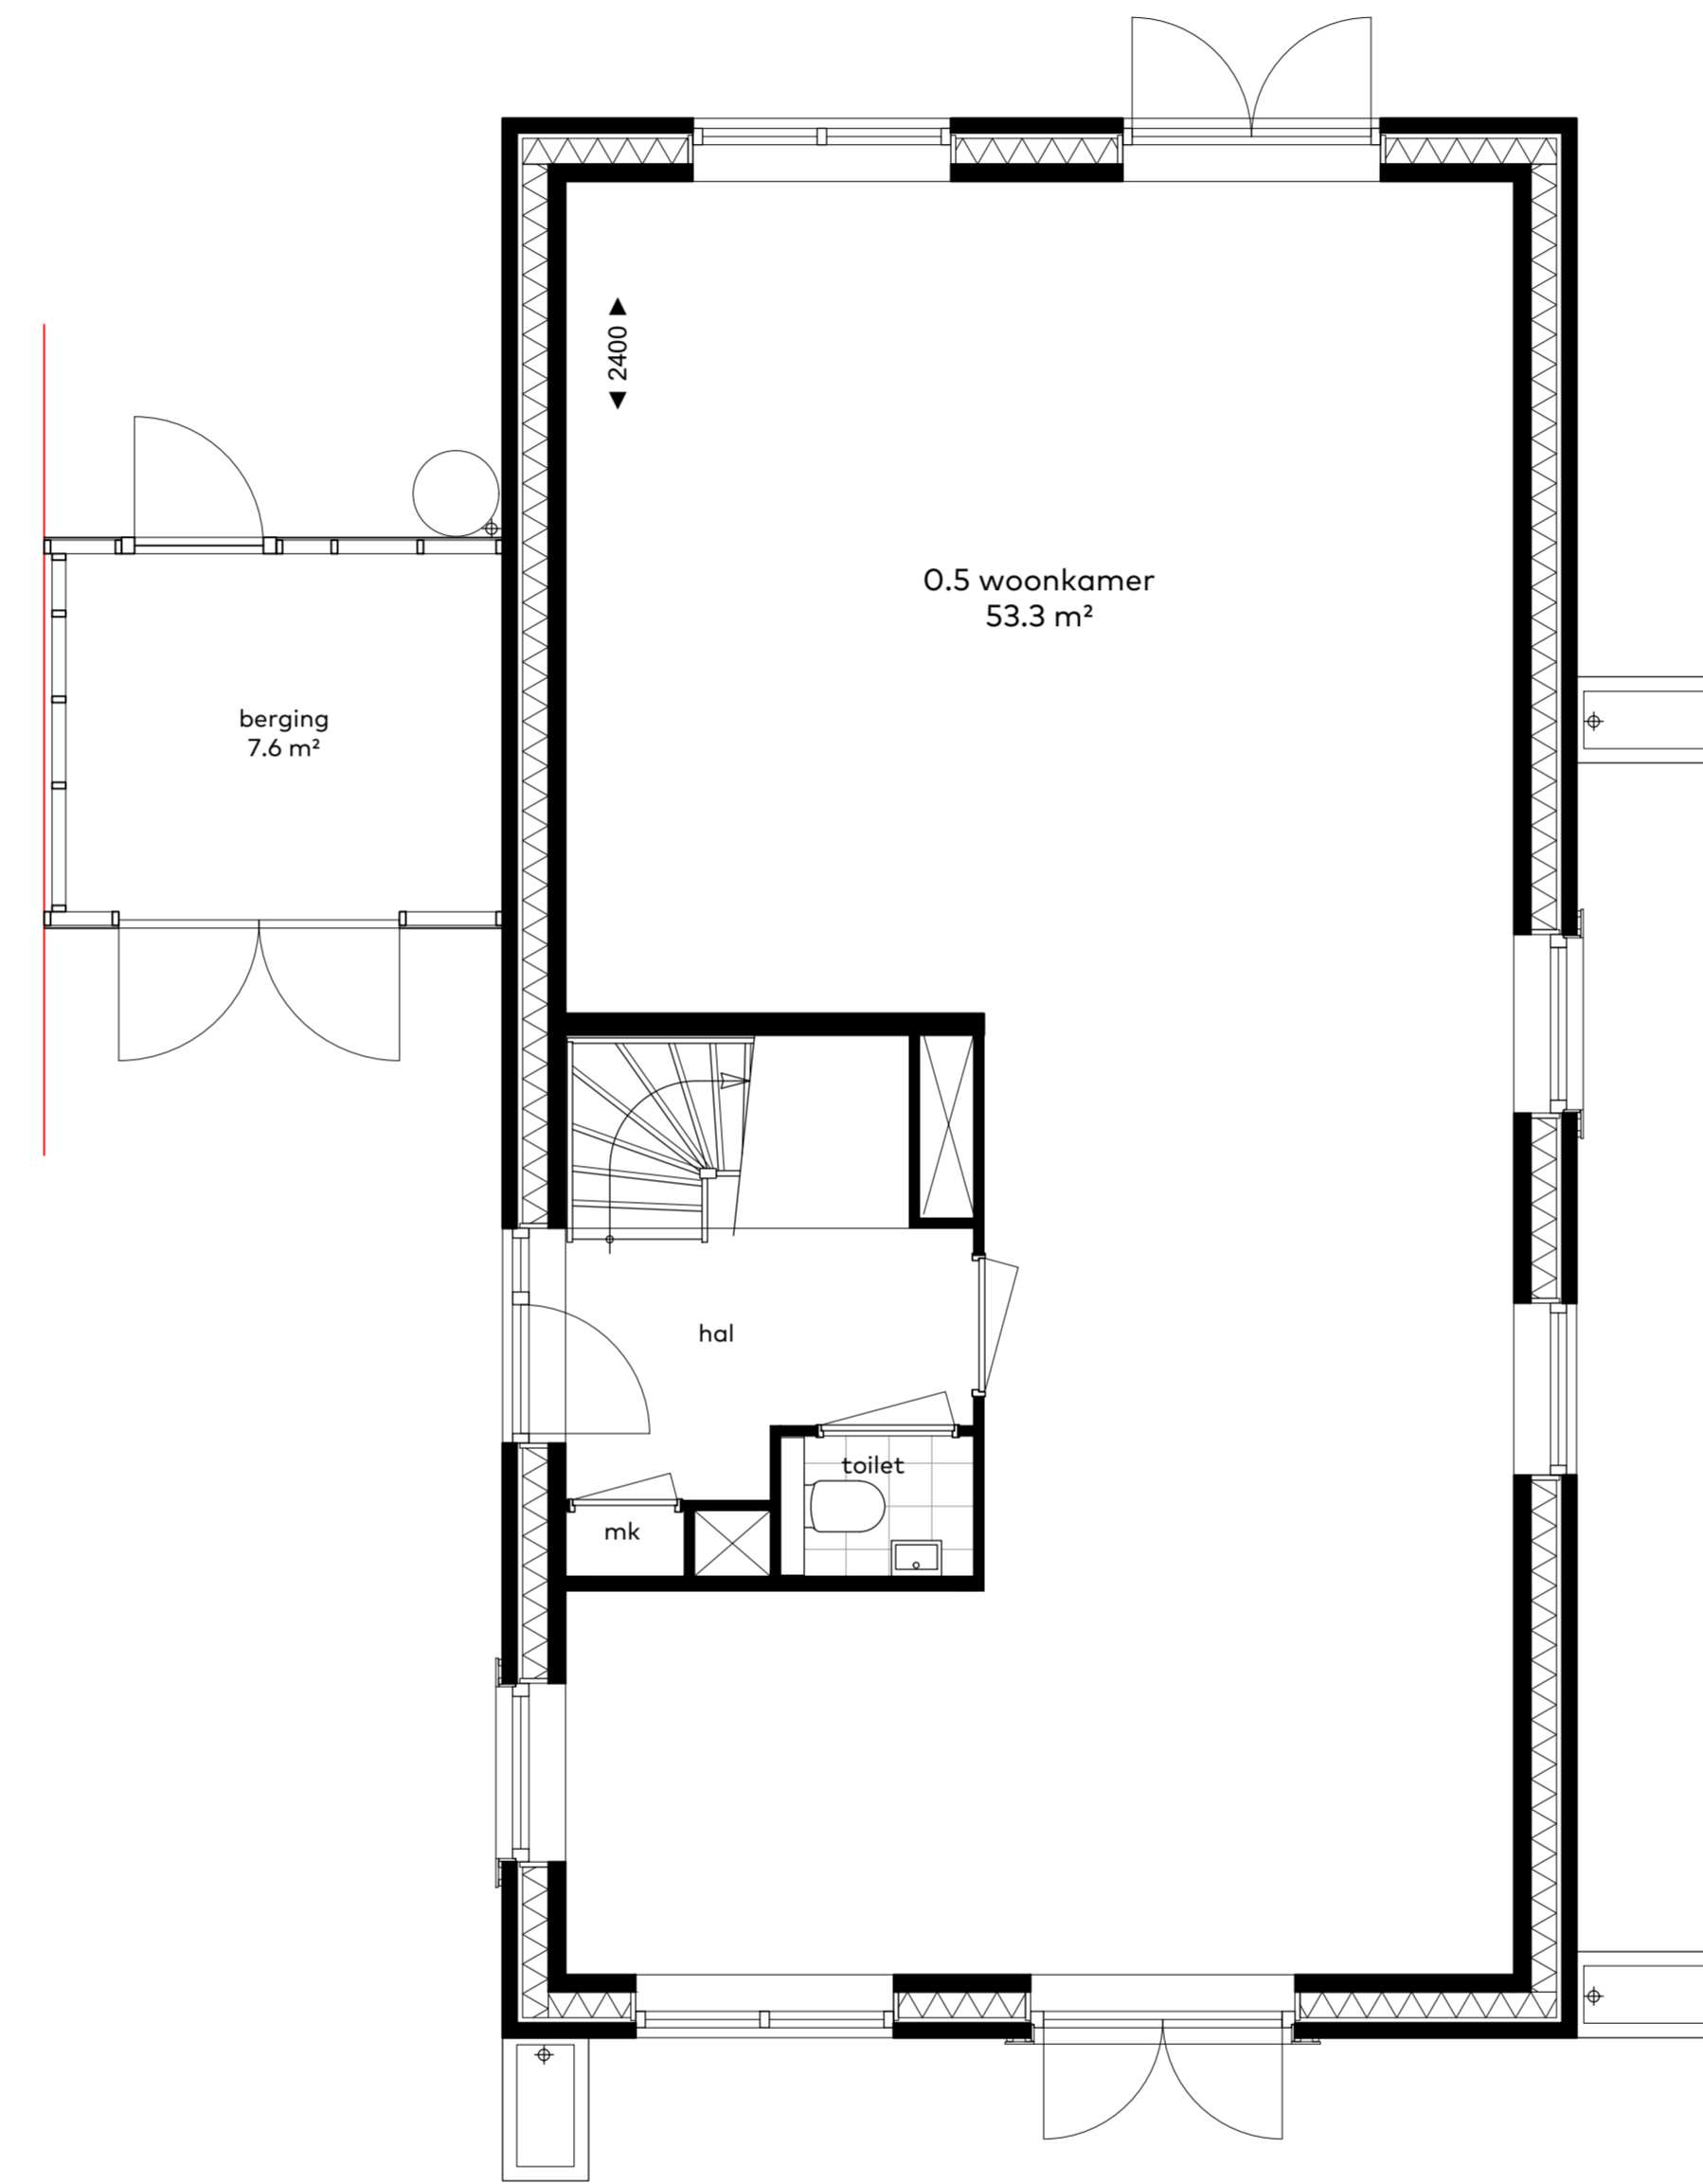 ◄ 2400 ►
0.5 woonkamer
53.3 m²
berging
7.6 m²
hal
toilet
mk